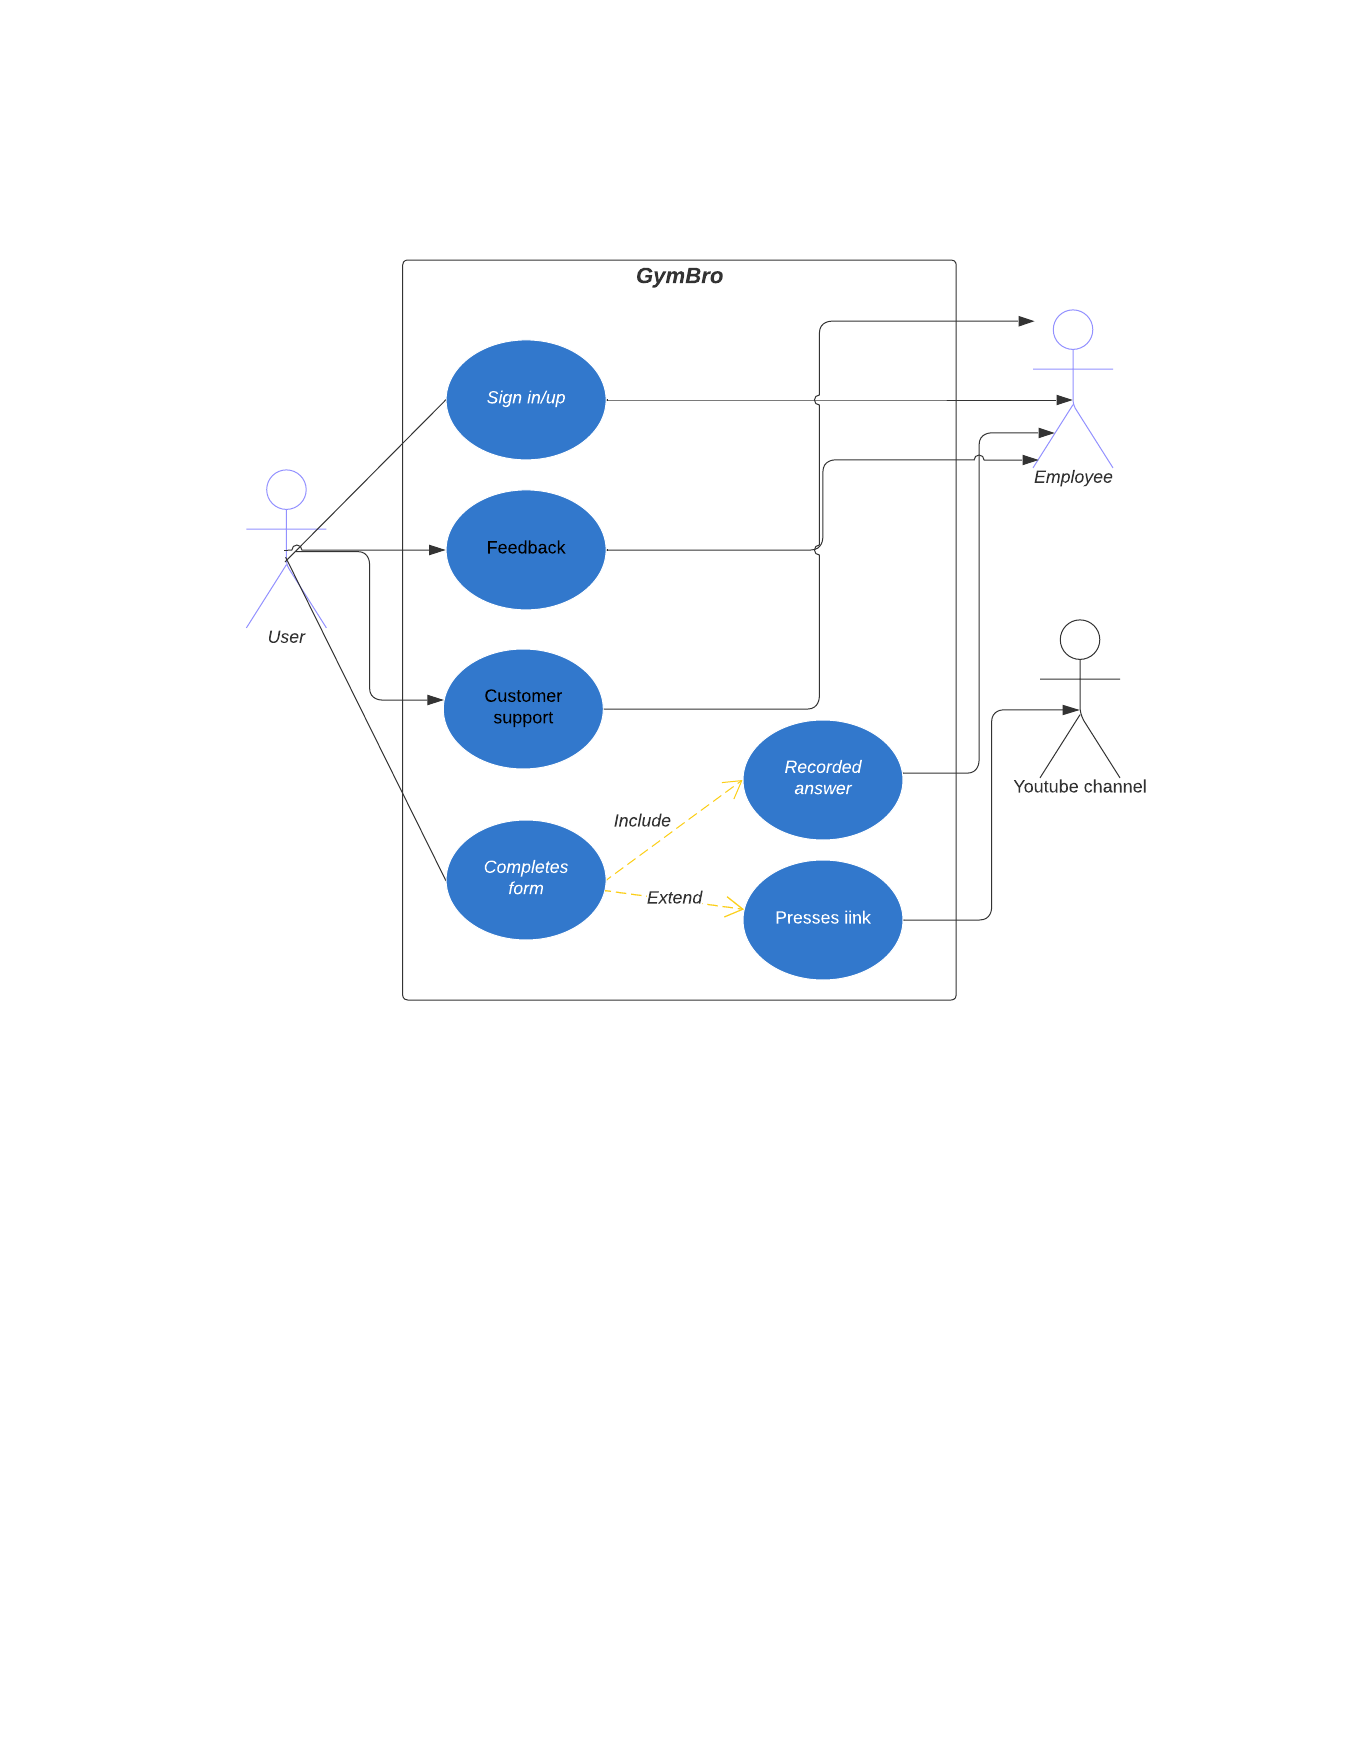 GymBro
Sign in/up
Feedback
Customer
support
Completes
form
Include
Extend
Recorded
answer
Presses iink
User
Employee
Youtube channel